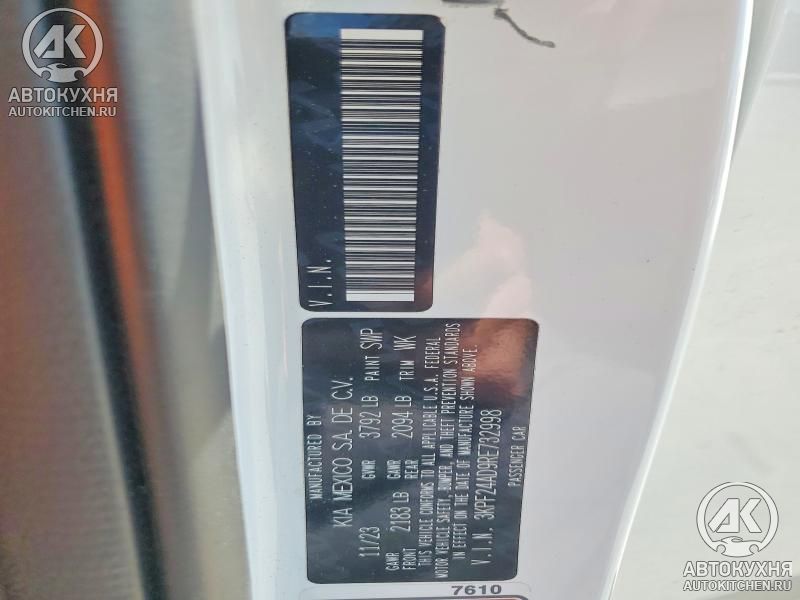 AK
АВТОКУХНЯ
AUTOKITCHEN.RU
V.I.N.
MANUFACTURED BY
KIA MEXICO S.A. DE C.V.
11/23 GVWR 3792 LB PAINT SWP
GAWR FRONT 2183 LB GAWR REAR 2094 LB TRIM WK
THIS VEHICLE CONFORMS TO ALL APPLICABLE U.S.A. FEDERAL
MOTOR VEHICLE SAFETY, BUMPER, AND THEFT PREVENTION STANDARDS
IN EFFECT ON THE DATE OF MANUFACTURE SHOWN ABOVE.
V.I.N. 3KPF24AD9RE732998
PASSENGER CAR
7610
AK
АВТОКУХНЯ
AUTOKITCHEN.RU